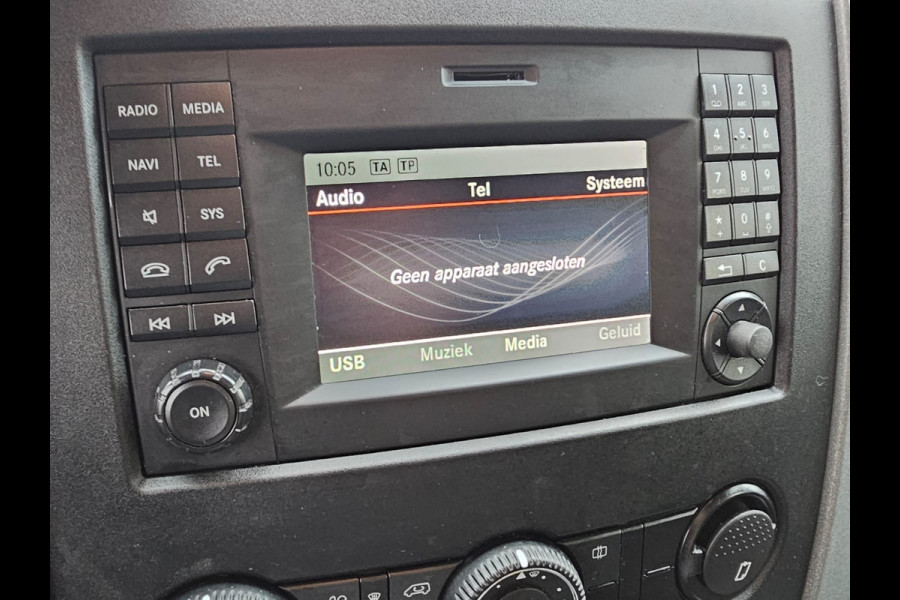 RADIO MEDIA
NAVI TEL
SYS
ON
10:05 TA TP
Audio Tel Systeem
Geen apparaat aangesloten
USB Muziek Media Geluid
1 2 3
ABC
4 5 6
7 8 9
* 0 #
+
C